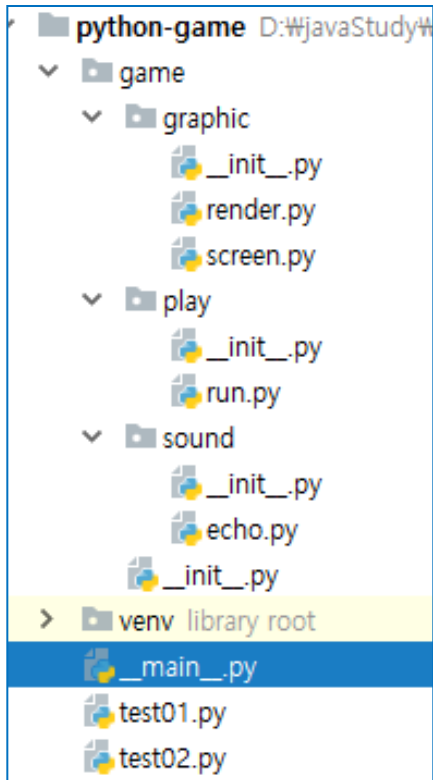 python-game D:₩javaStudy₩
game
graphic
__init__.py
render.py
screen.py
play
__init__.py
run.py
sound
__init__.py
echo.py
__init__.py
venv library root
__main__.py
test01.py
test02.py